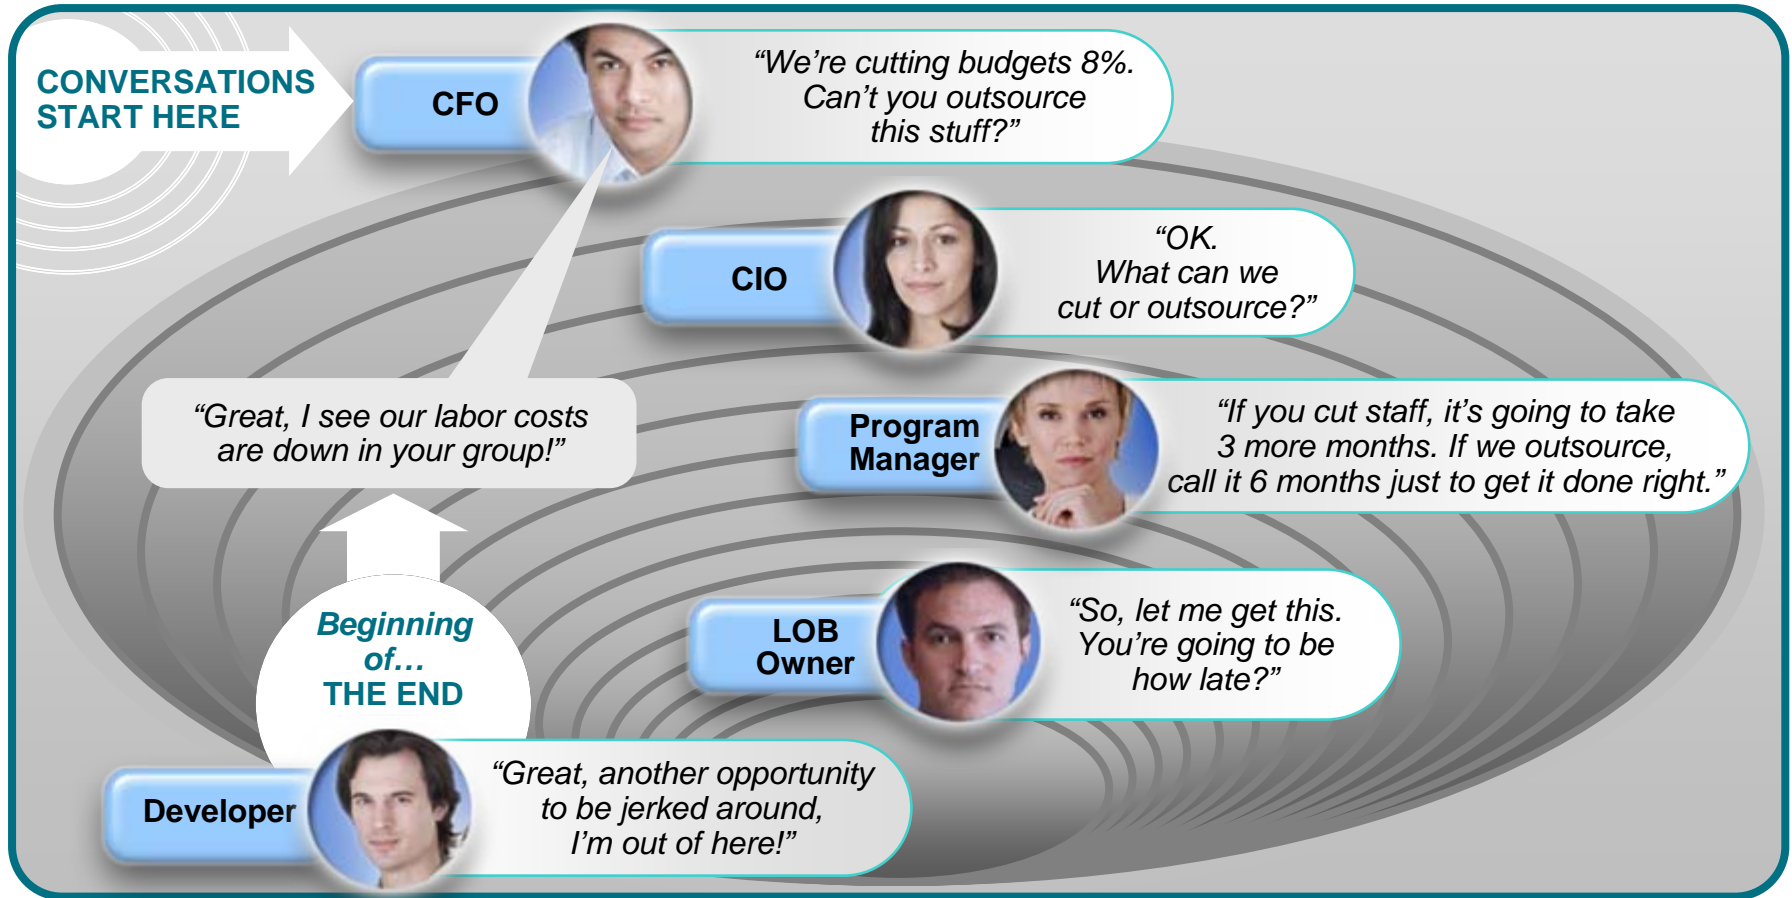 CONVERSATIONS
START HERE
CFO
“We’re cutting budgets 8%.
Can’t you outsource
this stuff?”
CIO
“OK.
What can we
cut or outsource?”
Program
Manager
“If you cut staff, it’s going to take
3 more months. If we outsource,
call it 6 months just to get it done right.”
LOB
Owner
“So, let me get this.
You’re going to be
how late?”
Developer
“Great, another opportunity
to be jerked around,
I’m out of here!”
Beginning
of…
THE END
“Great, I see our labor costs
are down in your group!”